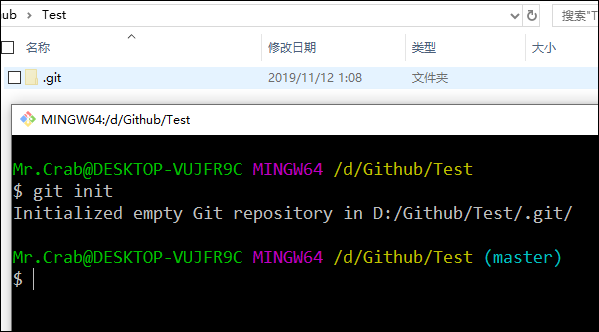 hub › Test
搜索"T
名称 修改日期 类型 大小
.git 2019/11/12 1:08 文件夹
MINGW64:/d/Github/Test
Mr.Crab@DESKTOP-VUJFR9C MINGW64 /d/Github/Test
$ git init
Initialized empty Git repository in D:/Github/Test/.git/
Mr.Crab@DESKTOP-VUJFR9C MINGW64 /d/Github/Test (master)
$